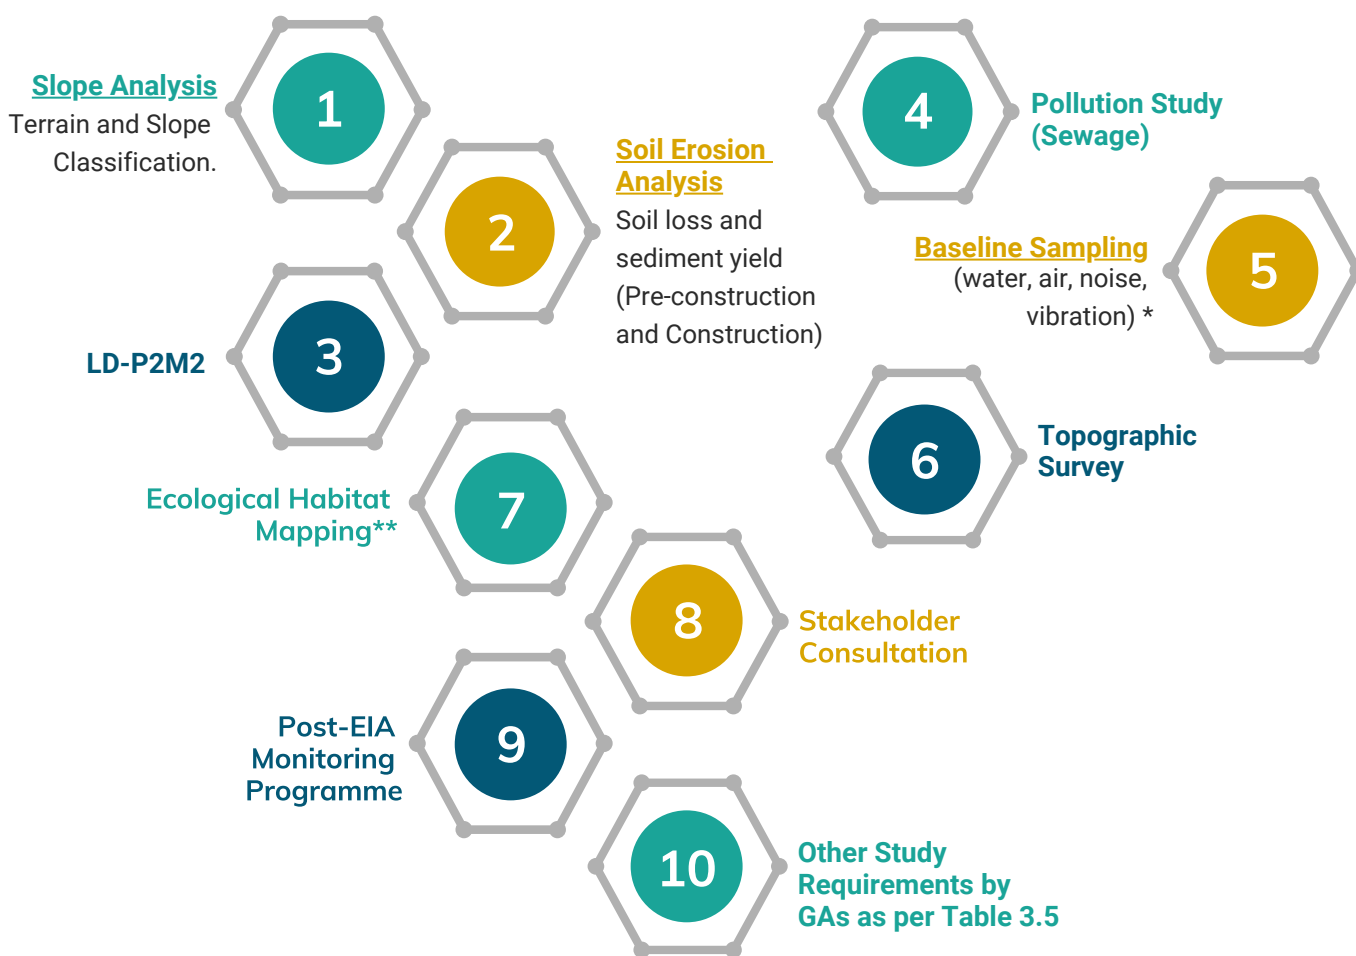 1
Slope Analysis
Terrain and Slope
Classification.
2
Soil Erosion
Analysis
Soil loss and
sediment yield
(Pre-construction
and Construction)
3
LD-P2M2
4
Pollution Study
(Sewage)
5
Baseline Sampling
(water, air, noise,
vibration) *
6
Topographic
Survey
7
Ecological Habitat
Mapping**
8
Stakeholder
Consultation
9
Post-EIA
Monitoring
Programme
10
Other Study
Requirements by
GAs as per Table 3.5